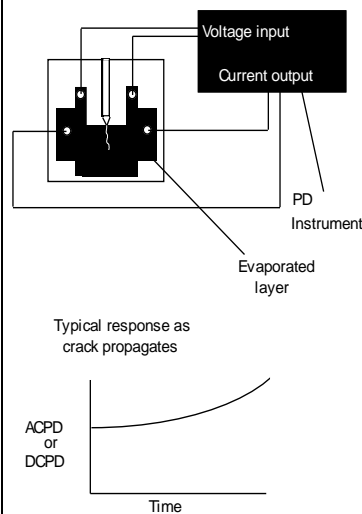 Voltage input
Current output
PD
Instrument
Evaporated
layer
Typical response as
crack propagates
ACPD
or
DCPD
Time